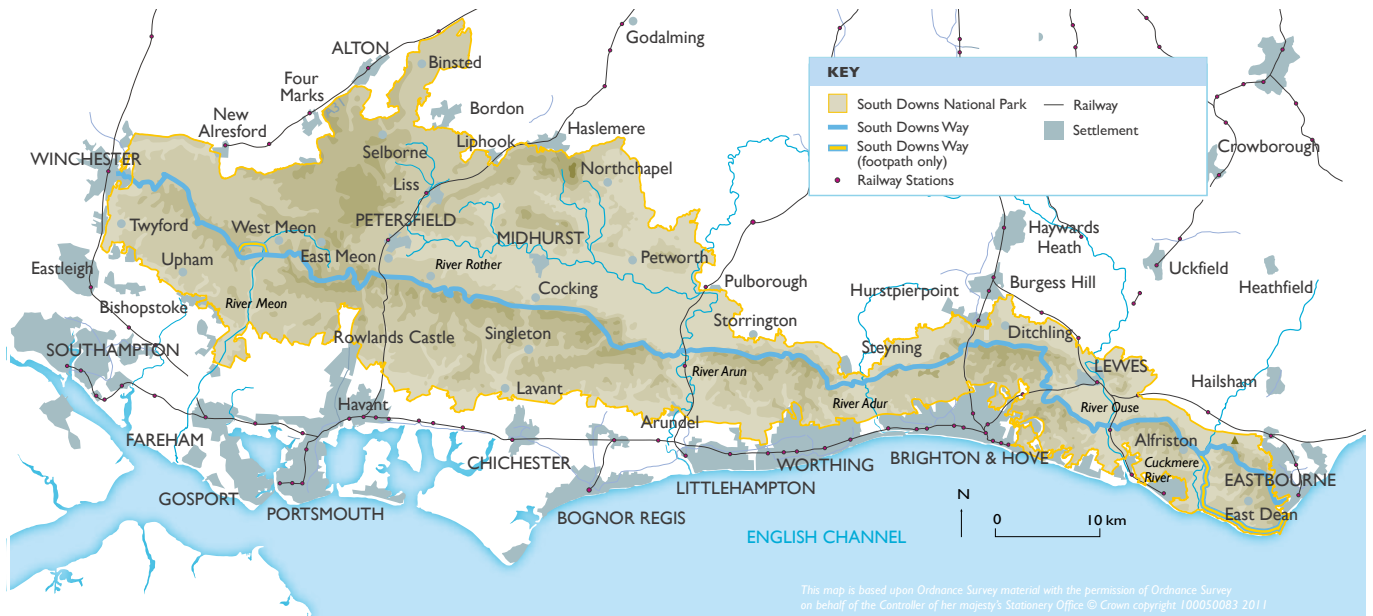 Godalming
ALTON
Binsted
Four
Marks
A31
Bordon
New
Alresford
Haslemere
Liphook
WINCHESTER
Selborne
Northchapel
Liss
PETERSFIELD
Twyford
West Meon
MIDHURST
Upham
East Meon
River Rother
Petworth
Eastleigh
Pulborough
Bishopstoke
River Meon
Cocking
Hurstpierpoint
Burgess Hill
Haywards
Heath
Uckfield
Heathfield
Crowborough
KEY
South Downs National Park
South Downs Way
South Downs Way
(footpath only)
Railway Stations
Railway
Settlement
Rowlands Castle
Singleton
Storrington
Ditchling
SOUTHAMPTON
Steyning
LEWES
River Arun
Lavant
Hailsham
Havant
River Adur
River Ouse
Arundel
FAREHAM
Alfriston
CHICHESTER
WORTHING
BRIGHTON & HOVE
Cuckmere
River
EASTBOURNE
GOSPORT
LITTLEHAMPTON
PORTSMOUTH
BOGNOR REGIS
East Dean
N
0 10 km
ENGLISH CHANNEL
This map is based upon Ordnance Survey material with the permission of Ordnance Survey
on behalf of the Controller of her majesty's Stationery Office © Crown copyright 100050083 2011